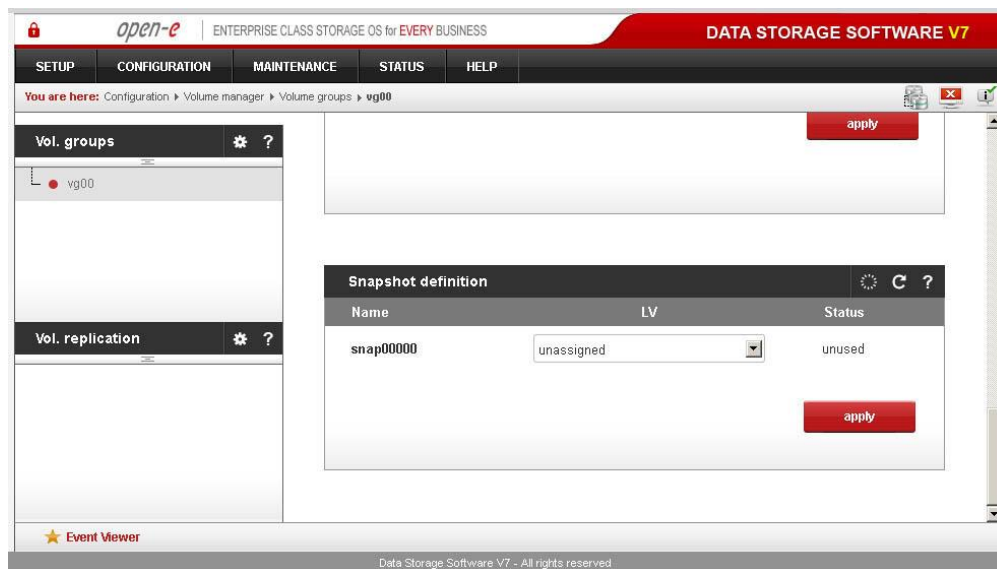 open-e ENTERPRISE CLASS STORAGE OS for EVERY BUSINESS DATA STORAGE SOFTWARE V7
SETUP CONFIGURATION MAINTENANCE STATUS HELP
You are here: Configuration Volume manager Volume groups vg00
Vol. groups ?
vg00
apply
Snapshot definition ?
Name LV Status
snap00000 unassigned unused
apply
Vol. replication ?
Event Viewer
Data Storage Software V7 - All rights reserved